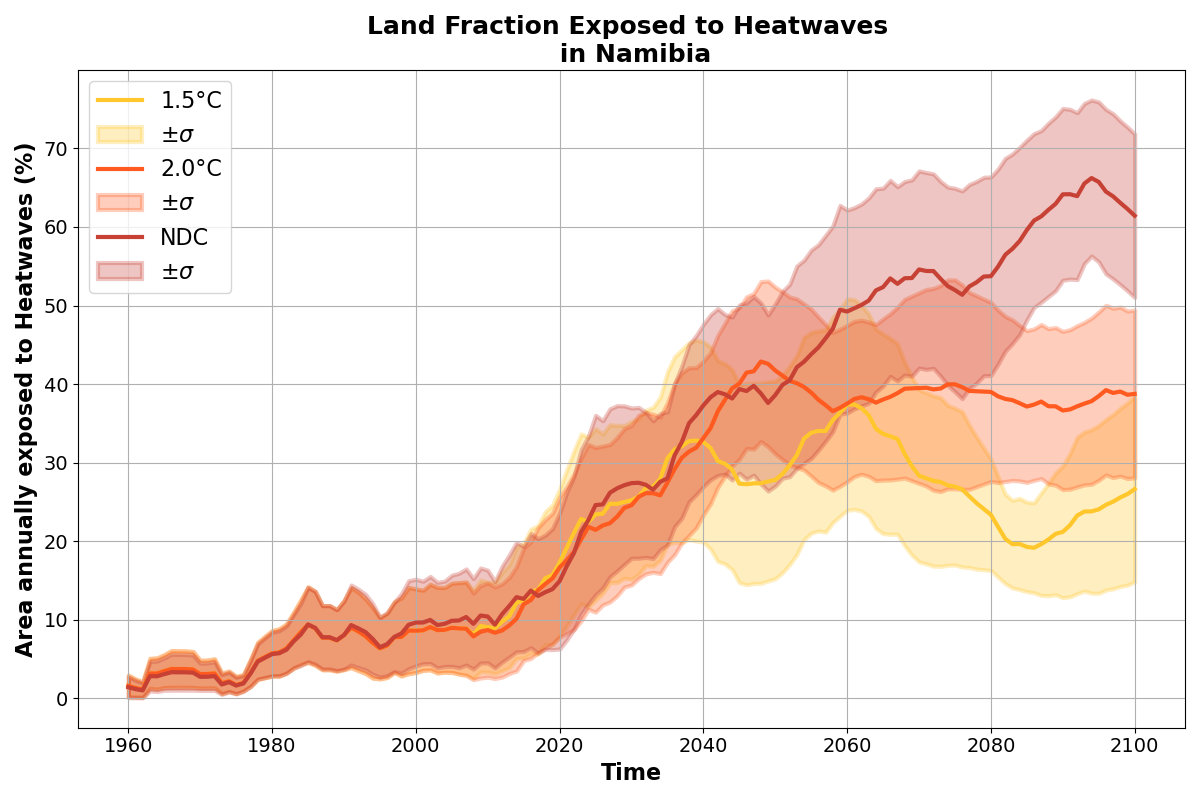 Land Fraction Exposed to Heatwaves
in Namibia
1.5°C
±σ
2.0°C
±σ
NDC
±σ
Area annually exposed to Heatwaves (%)
70
60
50
40
30
20
10
0
1960 1980 2000 2020 2040 2060 2080 2100
Time